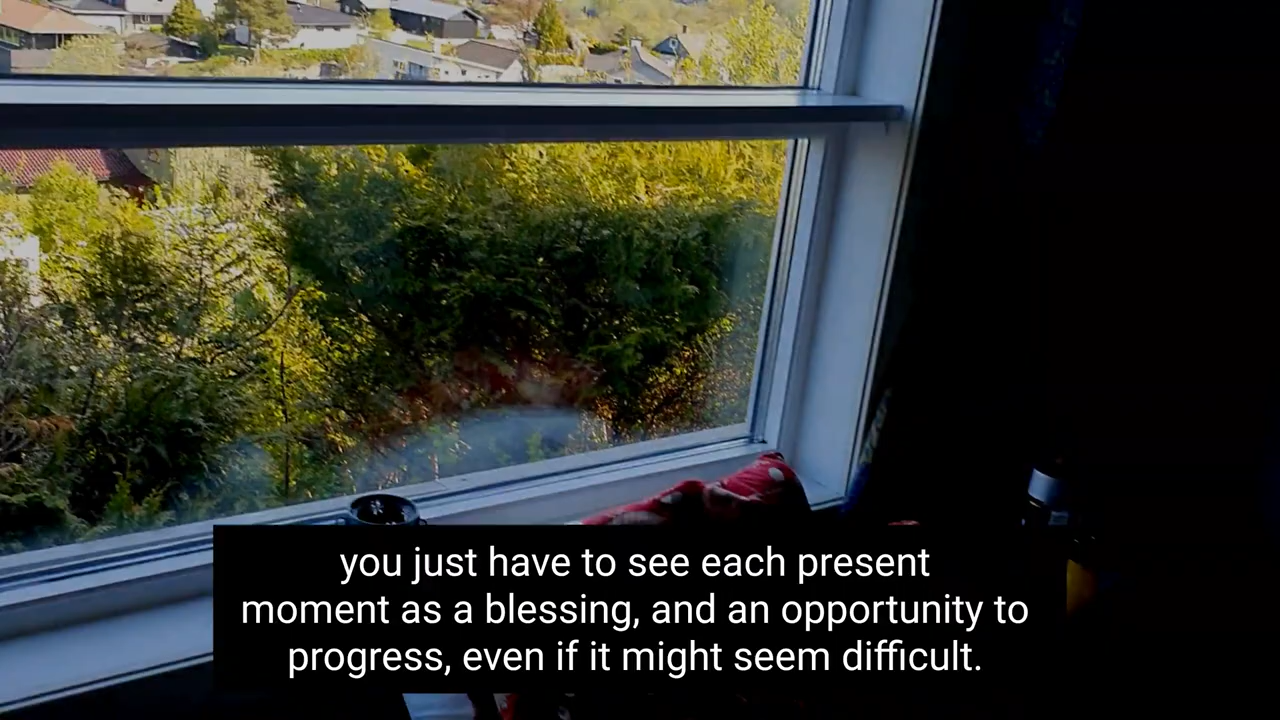 you just have to see each present
moment as a blessing, and an opportunity to
progress, even if it might seem difficult.